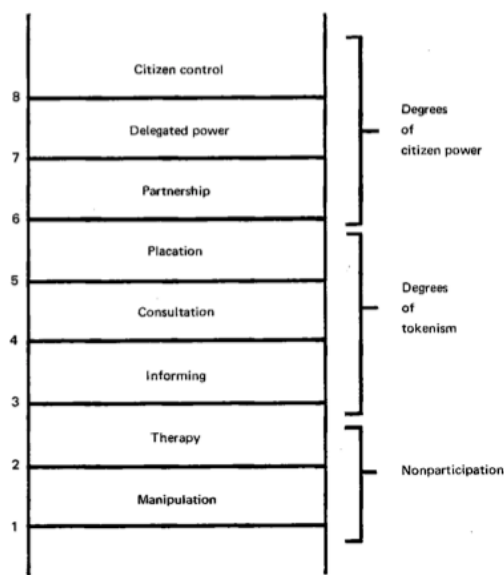 Citizen control
8
Delegated power
7
Partnership
6
Placation
5
Consultation
4
Informing
3
Therapy
2
Manipulation
1
Degrees
of
citizen power
Degrees
of
tokenism
Nonparticipation